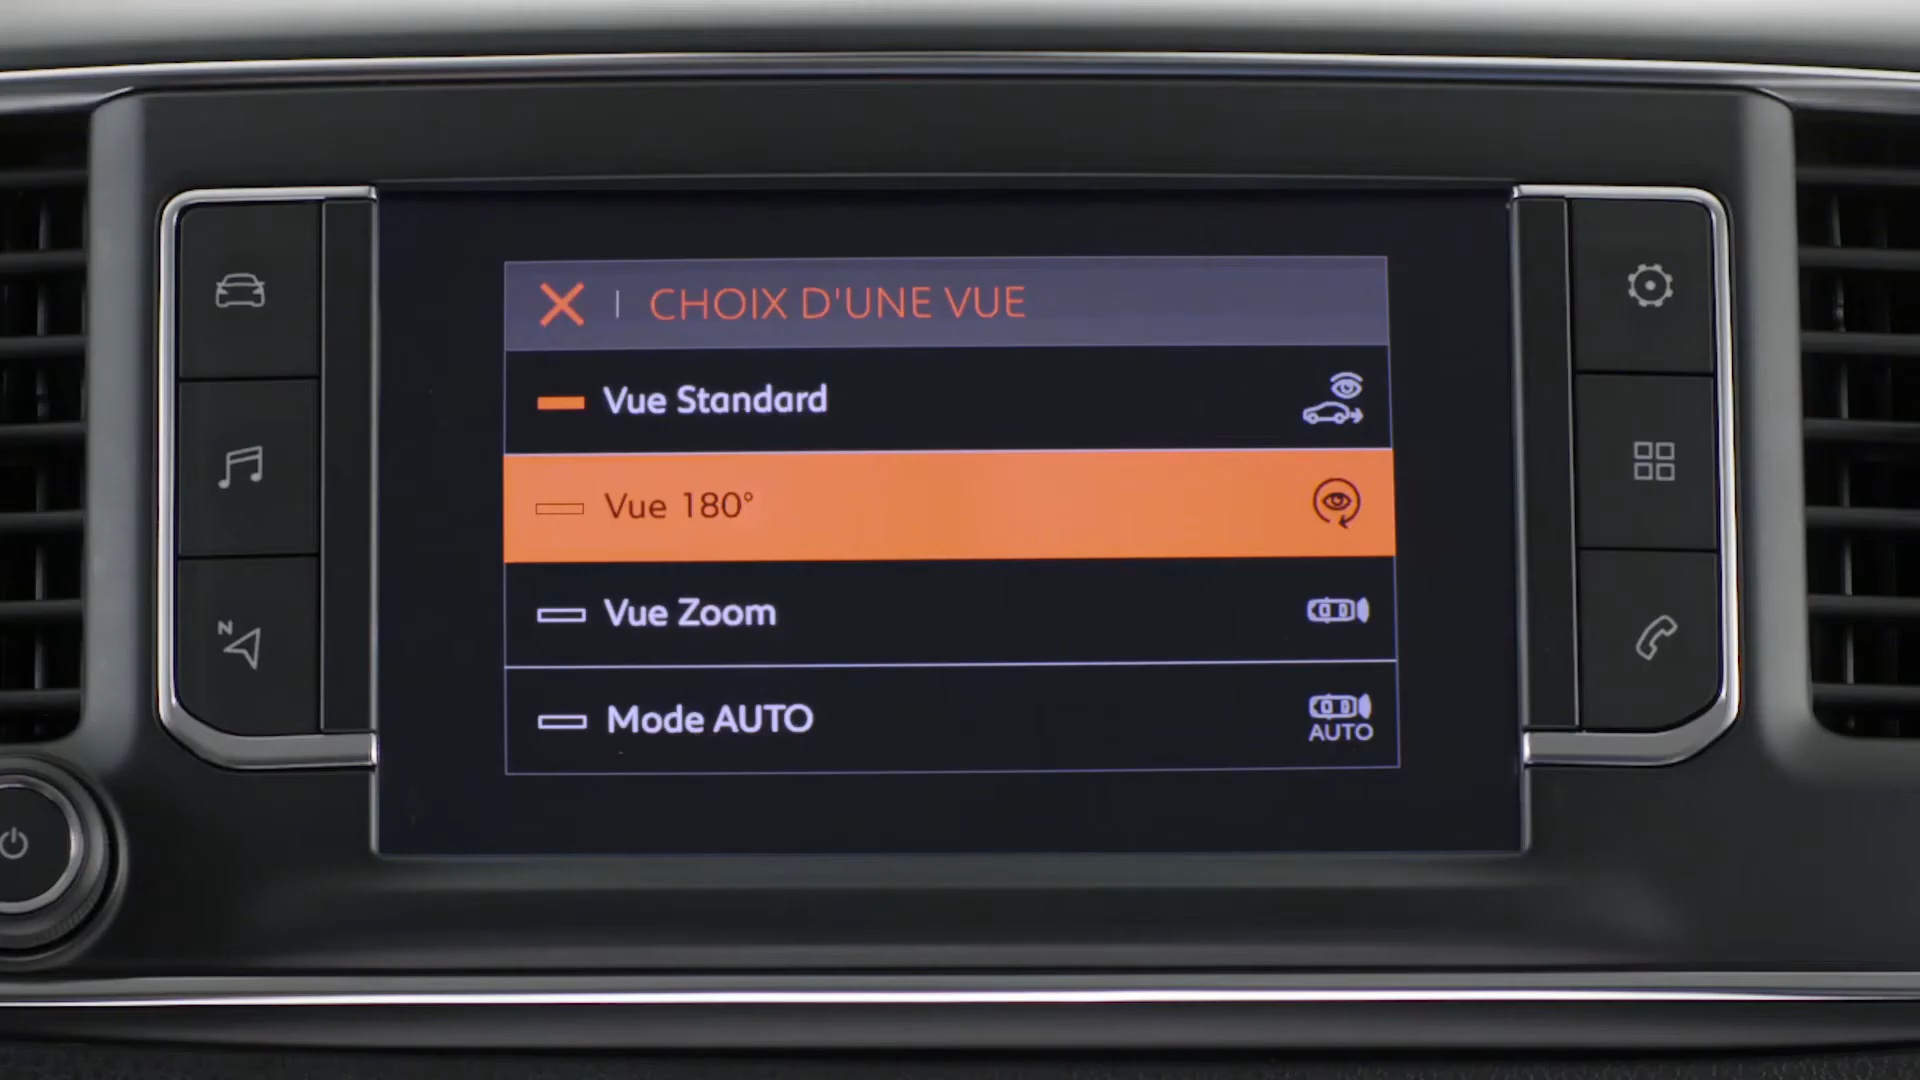 CHOIX D'UNE VUE
Vue Standard
Vue 180°
Vue Zoom
Mode AUTO
AUTO
N